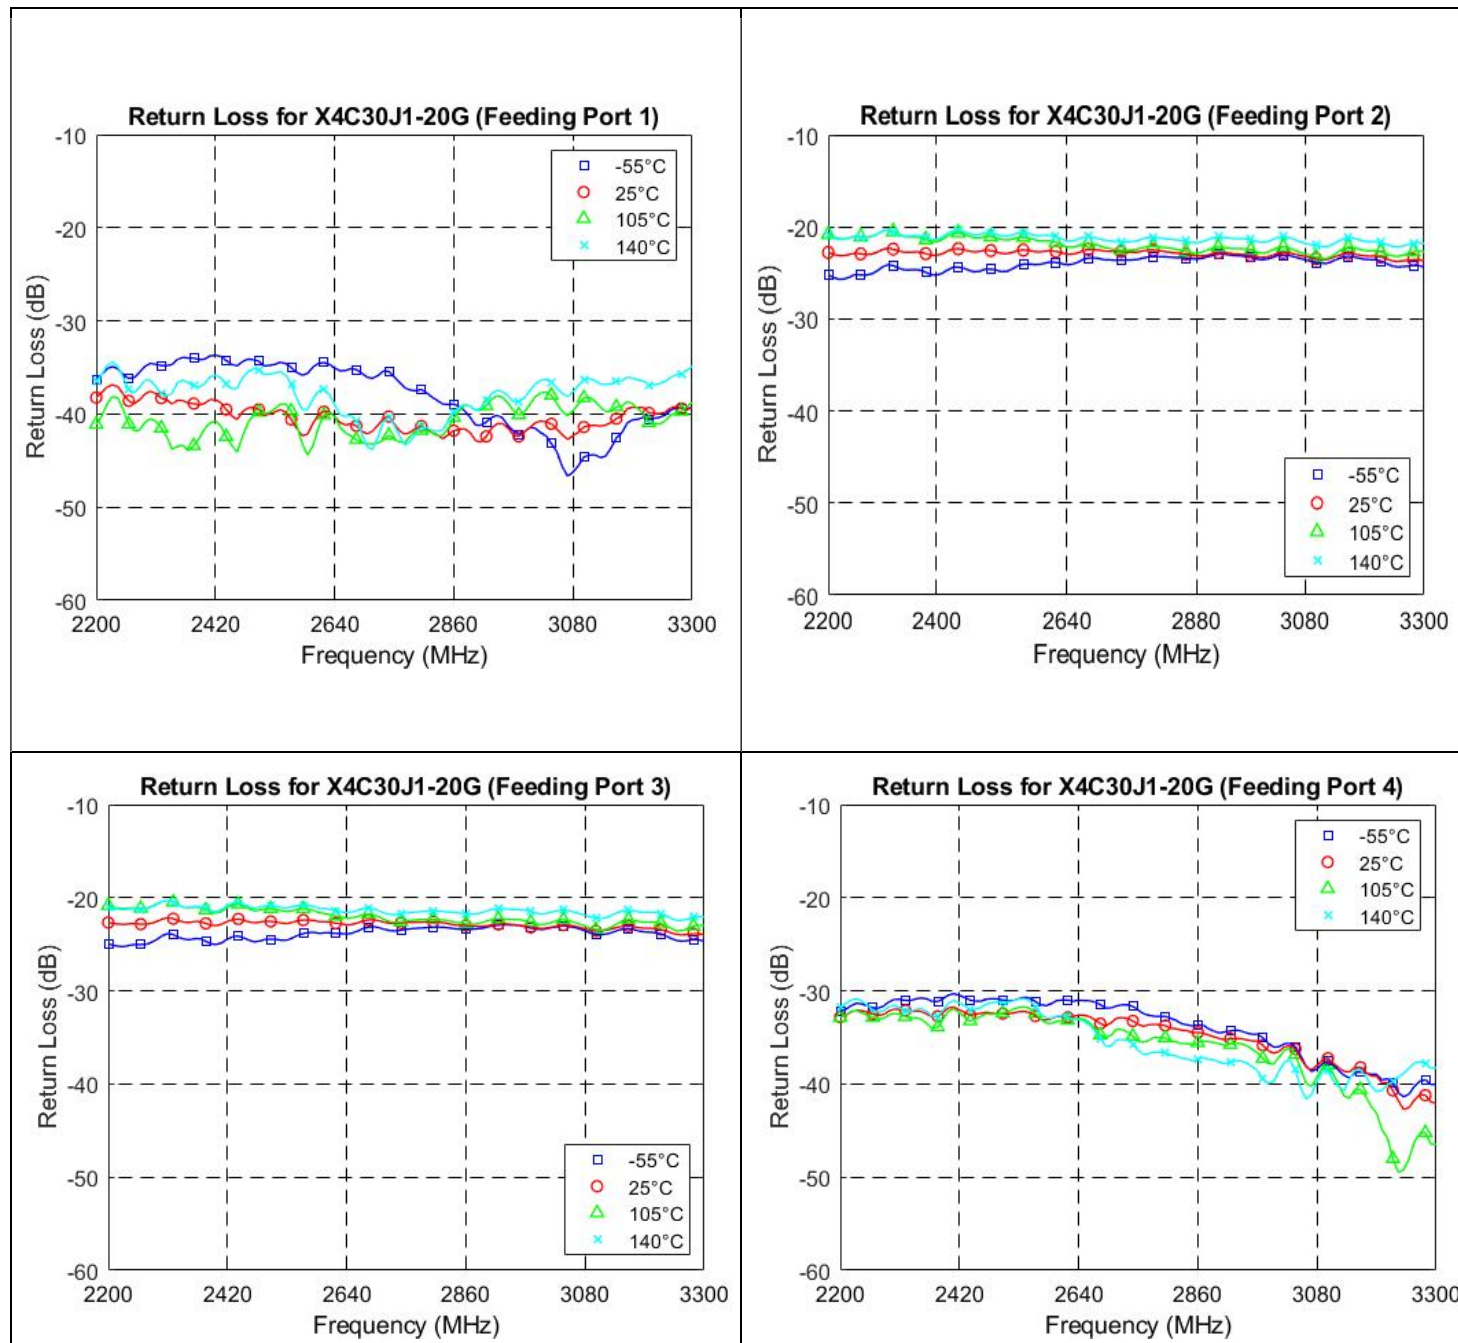 Return Loss for X4C30J1-20G (Feeding Port 1)
Return Loss (dB)
-10
-20
-30
-40
-50
-60
-55°C
25°C
105°C
140°C
2200 2420 2640 2860 3080 3300
Frequency (MHz)
Return Loss for X4C30J1-20G (Feeding Port 2)
Return Loss (dB)
-10
-20
-30
-40
-50
-60
-55°C
25°C
105°C
140°C
2200 2400 2640 2880 3080 3300
Frequency (MHz)
Return Loss for X4C30J1-20G (Feeding Port 3)
Return Loss (dB)
-10
-20
-30
-40
-50
-60
-55°C
25°C
105°C
140°C
2200 2420 2640 2860 3080 3300
Frequency (MHz)
Return Loss for X4C30J1-20G (Feeding Port 4)
Return Loss (dB)
-10
-20
-30
-40
-50
-60
-55°C
25°C
105°C
140°C
2200 2420 2640 2860 3080 3300
Frequency (MHz)